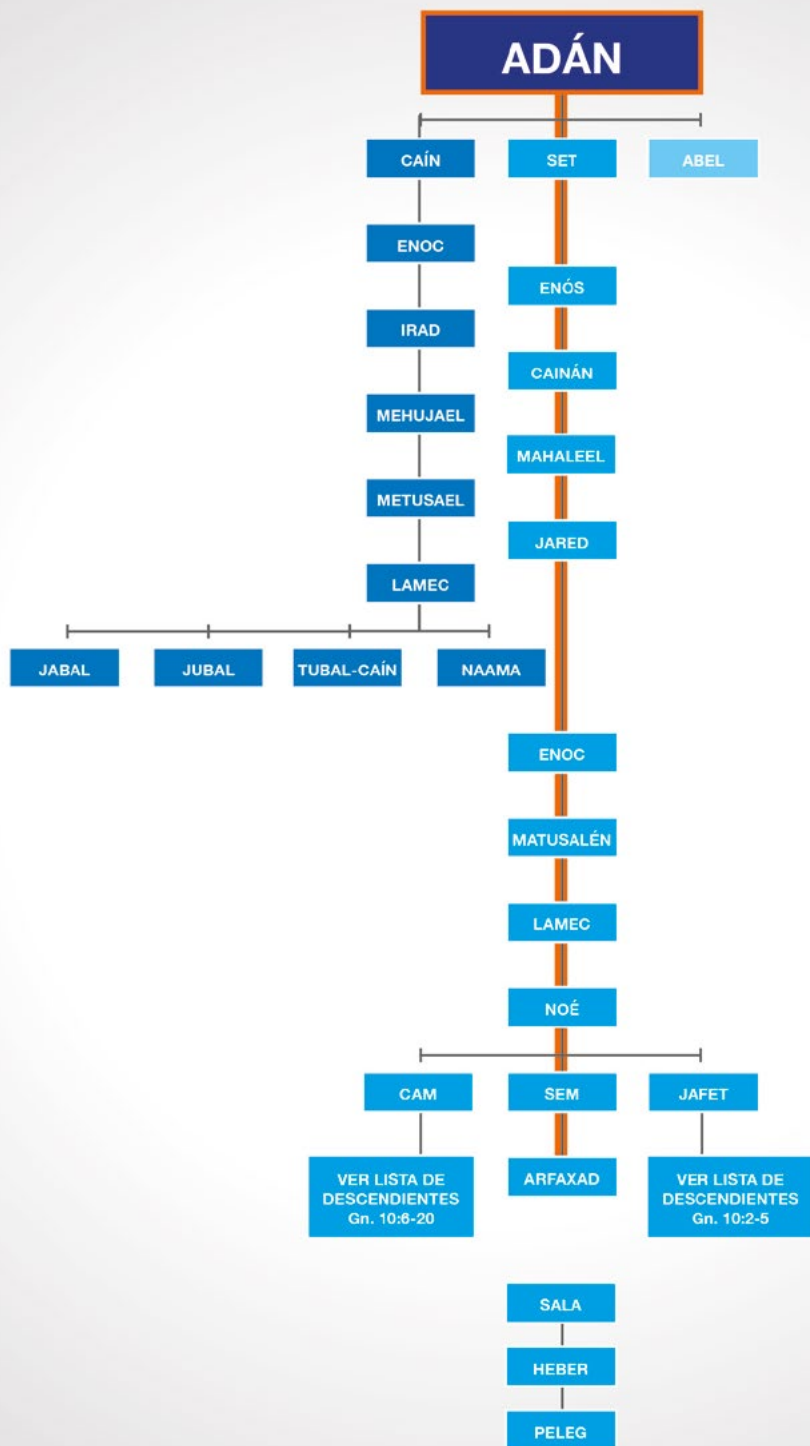 ADÁN
CAÍN
SET
ABEL
ENOC
ENÓS
IRAD
CAINÁN
MEHUJAEL
MAHALEEL
METUSAEL
JARED
LAMEC
JABAL
JUBAL
TUBAL-CAÍN
NAAMA
ENOC
MATUSALÉN
LAMEC
NOÉ
CAM
SEM
JAFET
VER LISTA DE
DESCENDIENTES
Gn. 10:6-20
ARFAXAD
VER LISTA DE
DESCENDIENTES
Gn. 10:2-5
SALA
HEBER
PELEG